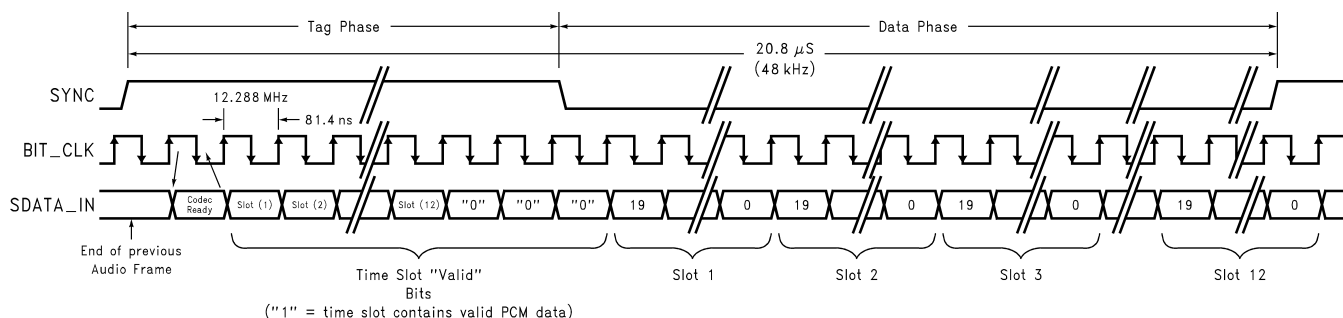 Tag Phase
Data Phase
20.8 μS
(48 kHz)
SYNC
12.288 MHz
81.4 ns
BIT_CLK
SDATA_IN
Codec
Ready
Slot (1)
Slot (2)
Slot (12)
"0"
"0"
"0"
19
0
19
0
19
0
19
0
End of previous
Audio Frame
Time Slot "Valid"
Bits
("1" = time slot contains valid PCM data)
Slot 1
Slot 2
Slot 3
Slot 12